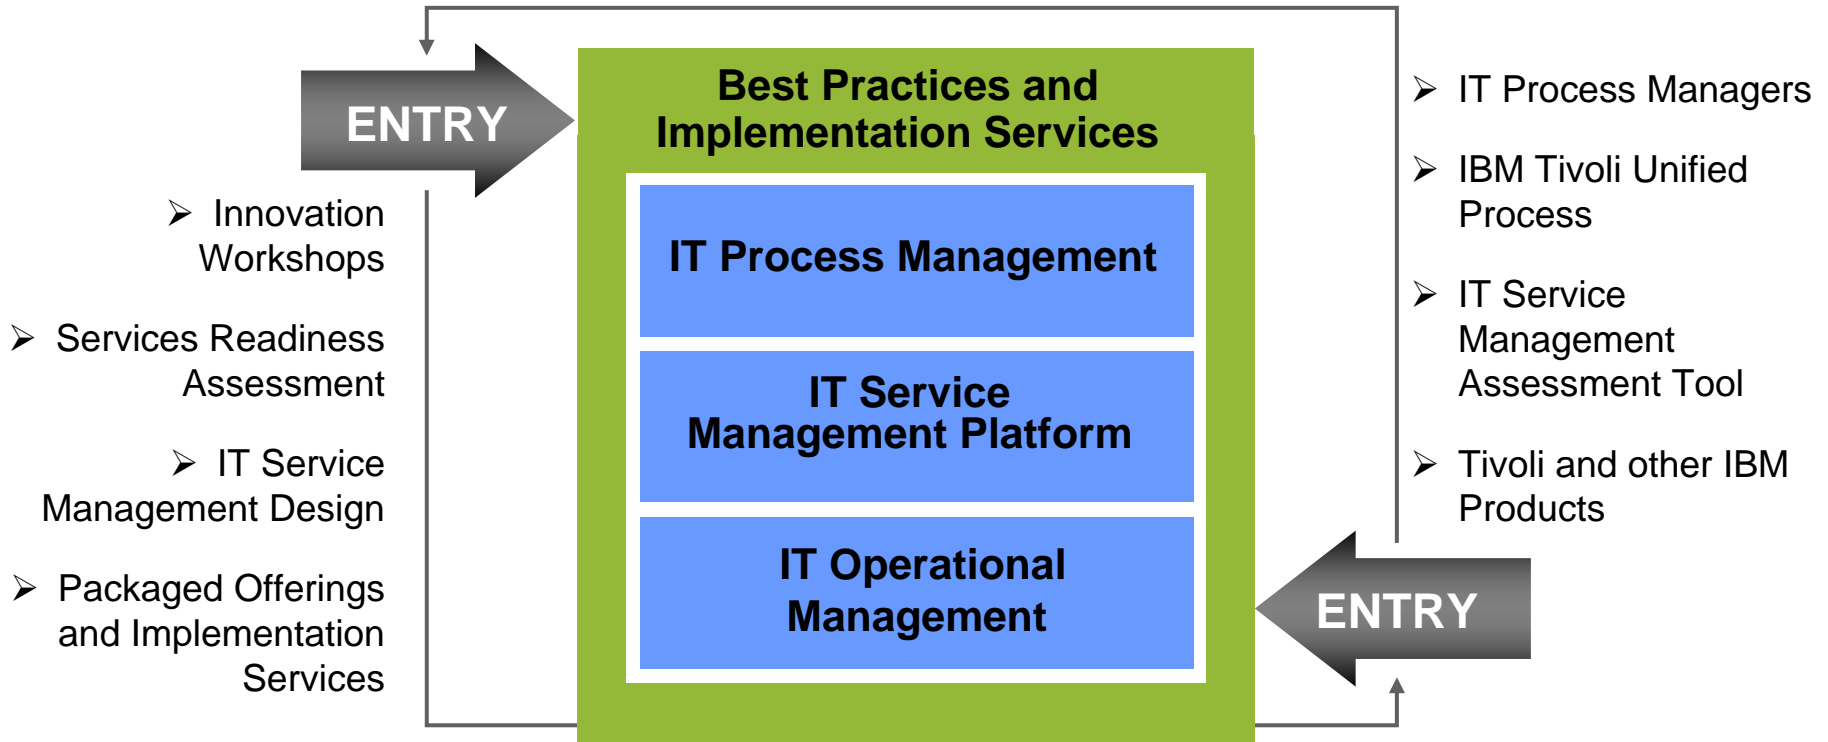 ENTRY
➢ Innovation
Workshops
➢ Services Readiness
Assessment
➢ IT Service
Management Design
➢ Packaged Offerings
and Implementation
Services
Best Practices and
Implementation Services
IT Process Management
IT Service
Management Platform
IT Operational
Management
➢ IT Process Managers
➢ IBM Tivoli Unified
Process
➢ IT Service
Management
Assessment Tool
➢ Tivoli and other IBM
Products
ENTRY